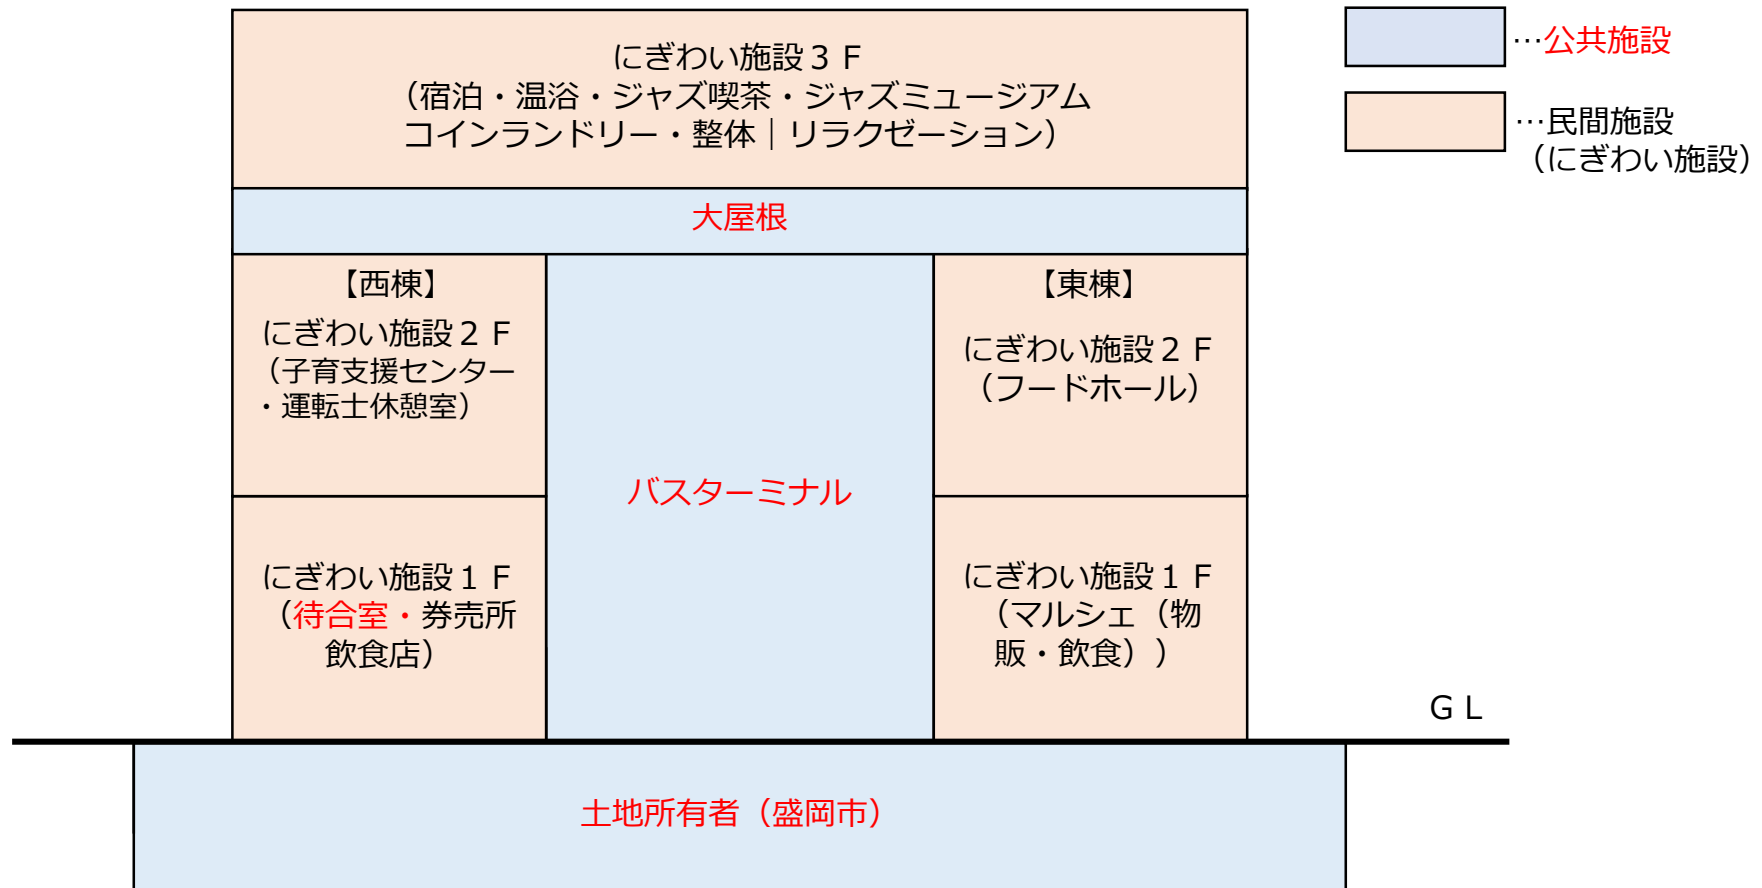 にぎわい施設３Ｆ
（宿泊・温浴・ジャズ喫茶・ジャズミュージアム
コインランドリー・整体｜リラクゼーション）
…公共施設
…民間施設
（にぎわい施設）
大屋根
【西棟】
にぎわい施設２Ｆ
（子育支援センター
・運転士休憩室）
【東棟】
にぎわい施設２Ｆ
（フードホール）
バスターミナル
にぎわい施設１Ｆ
（待合室・券売所
飲食店）
にぎわい施設１Ｆ
（マルシェ（物
販・飲食））
ＧＬ
土地所有者（盛岡市）